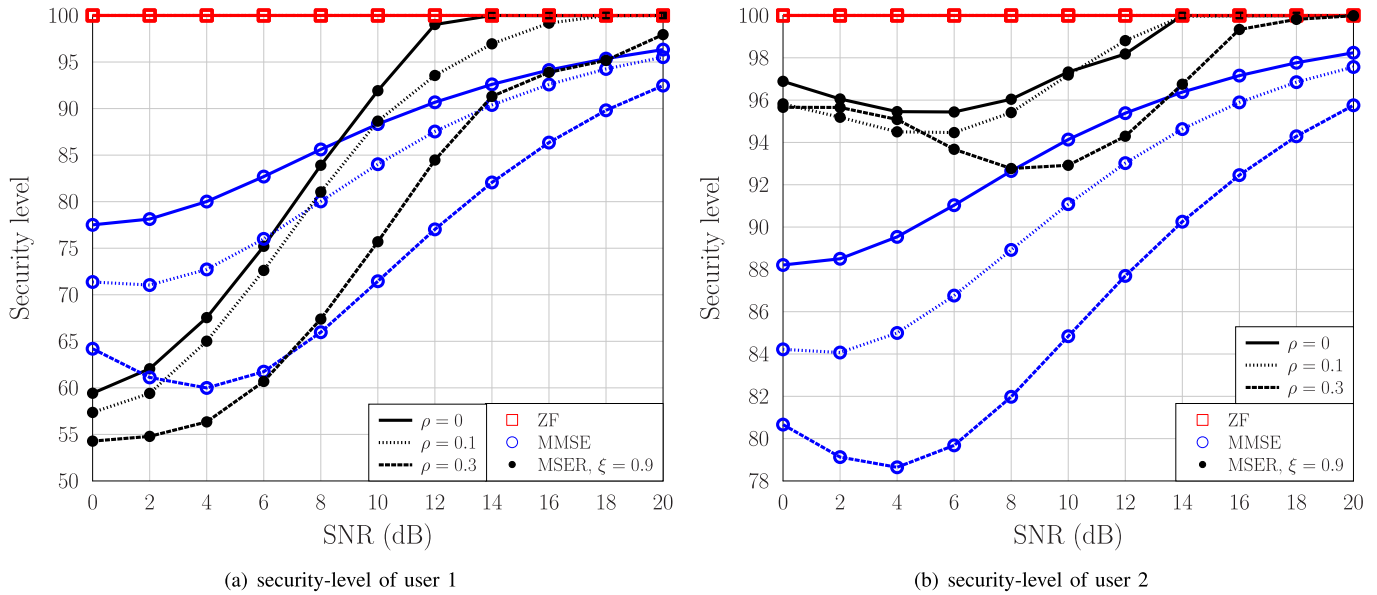 100
95
90
85
80
75
70
65
60
55
50
Security level
0 2 4 6 8 10 12 14 16 18 20
SNR (dB)
ρ = 0
ρ = 0.1
ρ = 0.3
ZF
MMSE
MSER, ξ = 0.9
(a) security-level of user 1
100
98
96
94
92
90
88
86
84
82
80
78
Security level
0 2 4 6 8 10 12 14 16 18 20
SNR (dB)
ρ = 0
ρ = 0.1
ρ = 0.3
ZF
MMSE
MSER, ξ = 0.9
(b) security-level of user 2